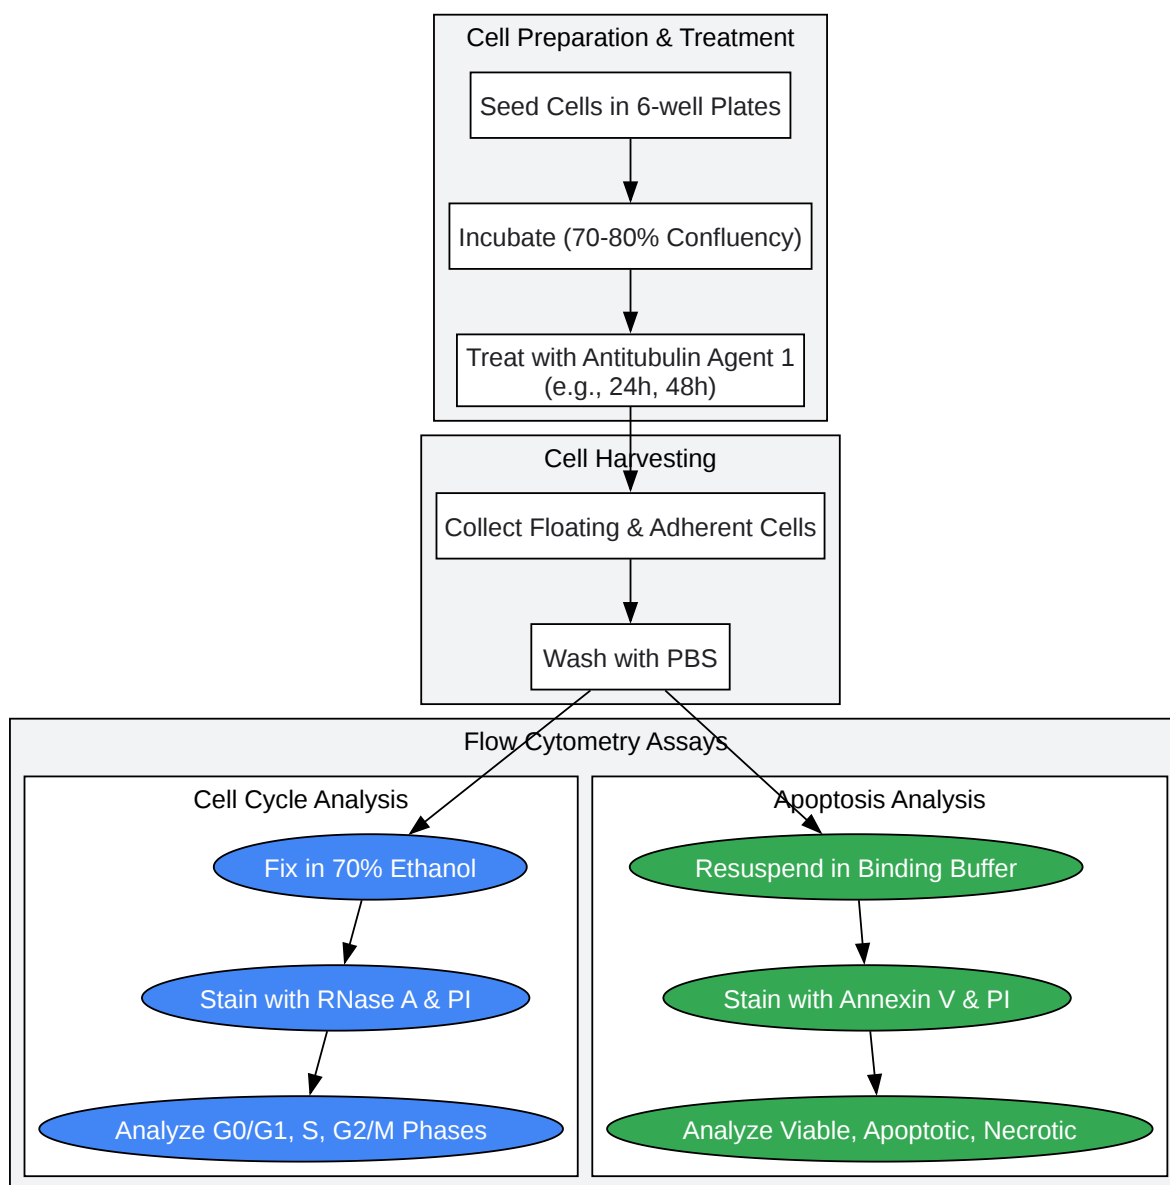 Cell Preparation & Treatment
Seed Cells in 6-well Plates
Incubate (70-80% Confluency)
Treat with Antitubulin Agent 1
(e.g., 24h, 48h)
Cell Harvesting
Collect Floating & Adherent Cells
Wash with PBS
Flow Cytometry Assays
Cell Cycle Analysis
Fix in 70% Ethanol
Stain with RNase A & PI
Analyze G0/G1, S, G2/M Phases
Apoptosis Analysis
Resuspend in Binding Buffer
Stain with Annexin V & PI
Analyze Viable, Apoptotic, Necrotic